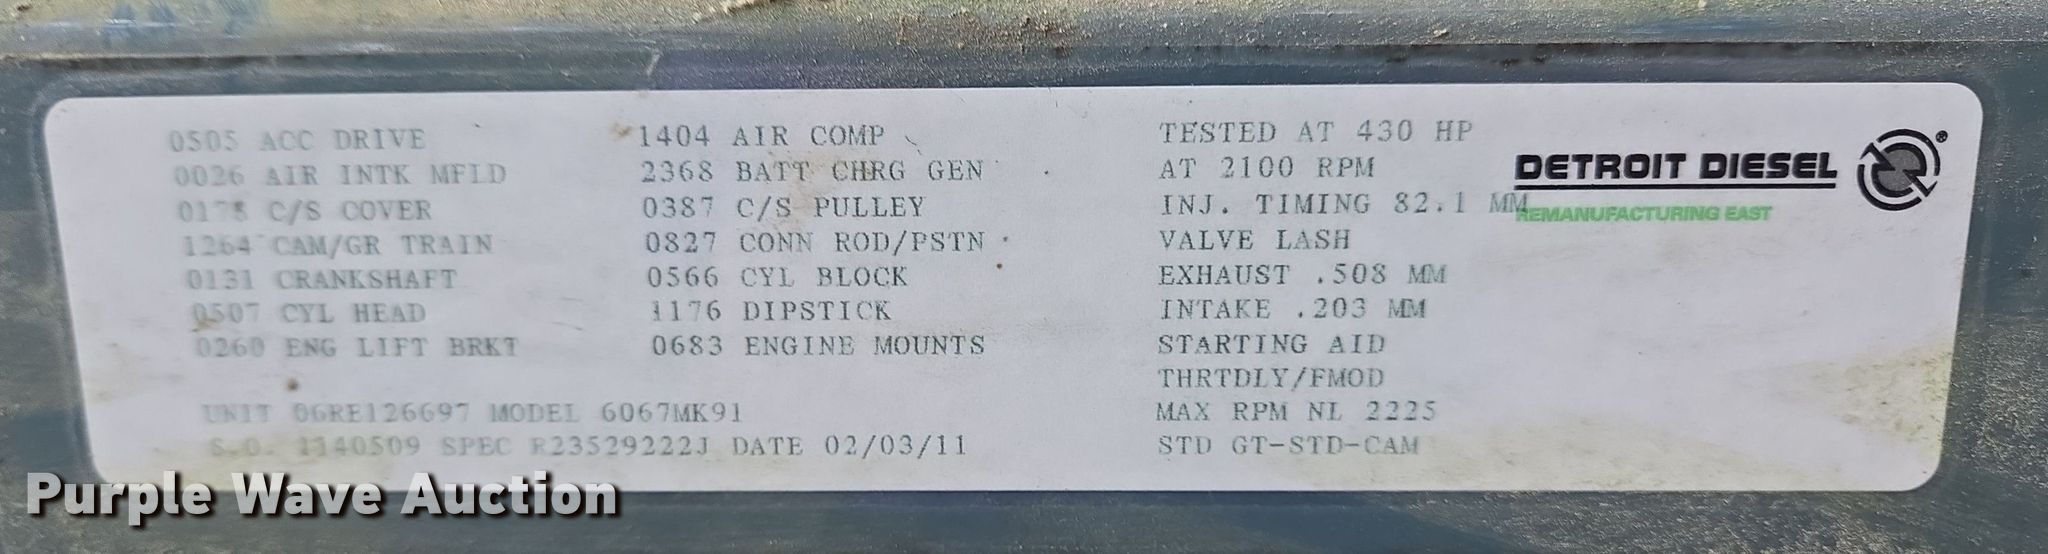 0505 ACC DRIVE
0026 AIR INTK MFLD
0178 C/S COVER
1264 CAM/GR TRAIN
0131 CRANKSHAFT
0507 CYL HEAD
0260 ENG LIFT BRKT
1404 AIR COMP
2368 BATT CHRG GEN
0387 C/S PULLEY
0827 CONN ROD/PSTN
0566 CYL BLOCK
1176 DIPSTICK
0683 ENGINE MOUNTS
UNIT 06RE126697 MODEL 6067MK91
S.O. 1140509 SPEC R23529222J DATE 02/03/11
TESTED AT 430 HP
AT 2100 RPM
INJ. TIMING 82.1 MM
VALVE LASH
EXHAUST .508 MM
INTAKE .203 MM
STARTING AID
THRTDLY/FMOD
MAX RPM NL 2225
STD GT-STD-CAM
DETROIT DIESEL ®
REMANUFACTURING EAST
Purple Wave Auction